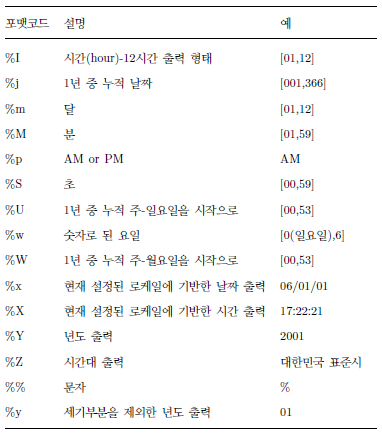 포맷코드 설명 예
%I 시간(hour)-12시간 출력 형태 [01,12]
%j 1년 중 누적 날짜 [001,366]
%m 달 [01,12]
%M 분 [01,59]
%p AM or PM AM
%S 초 [00,59]
%U 1년 중 누적 주-일요일을 시작으로 [00,53]
%w 숫자로 된 요일 [0(일요일),6]
%W 1년 중 누적 주-월요일을 시작으로 [00,53]
%x 현재 설정된 로케일에 기반한 날짜 출력 06/01/01
%X 현재 설정된 로케일에 기반한 시간 출력 17:22:21
%Y 년도 출력 2001
%Z 시간대 출력 대한민국 표준시
%% 문자 %
%y 세기부분을 제외한 년도 출력 01